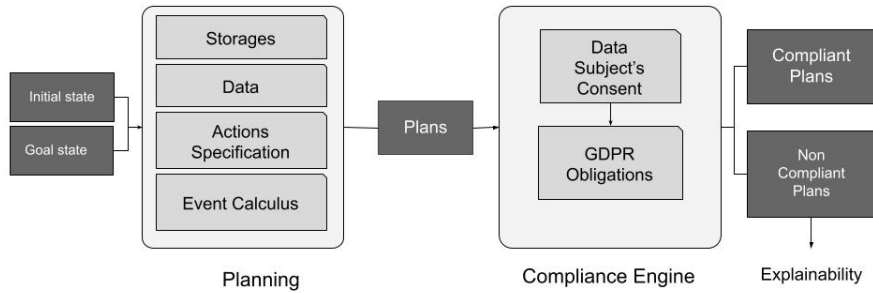 Initial state
Goal state
Storages
Data
Actions
Specification
Event Calculus
Planning
Plans
Data
Subject's
Consent
GDPR
Obligations
Compliance Engine
Compliant
Plans
Non
Compliant
Plans
Explainability